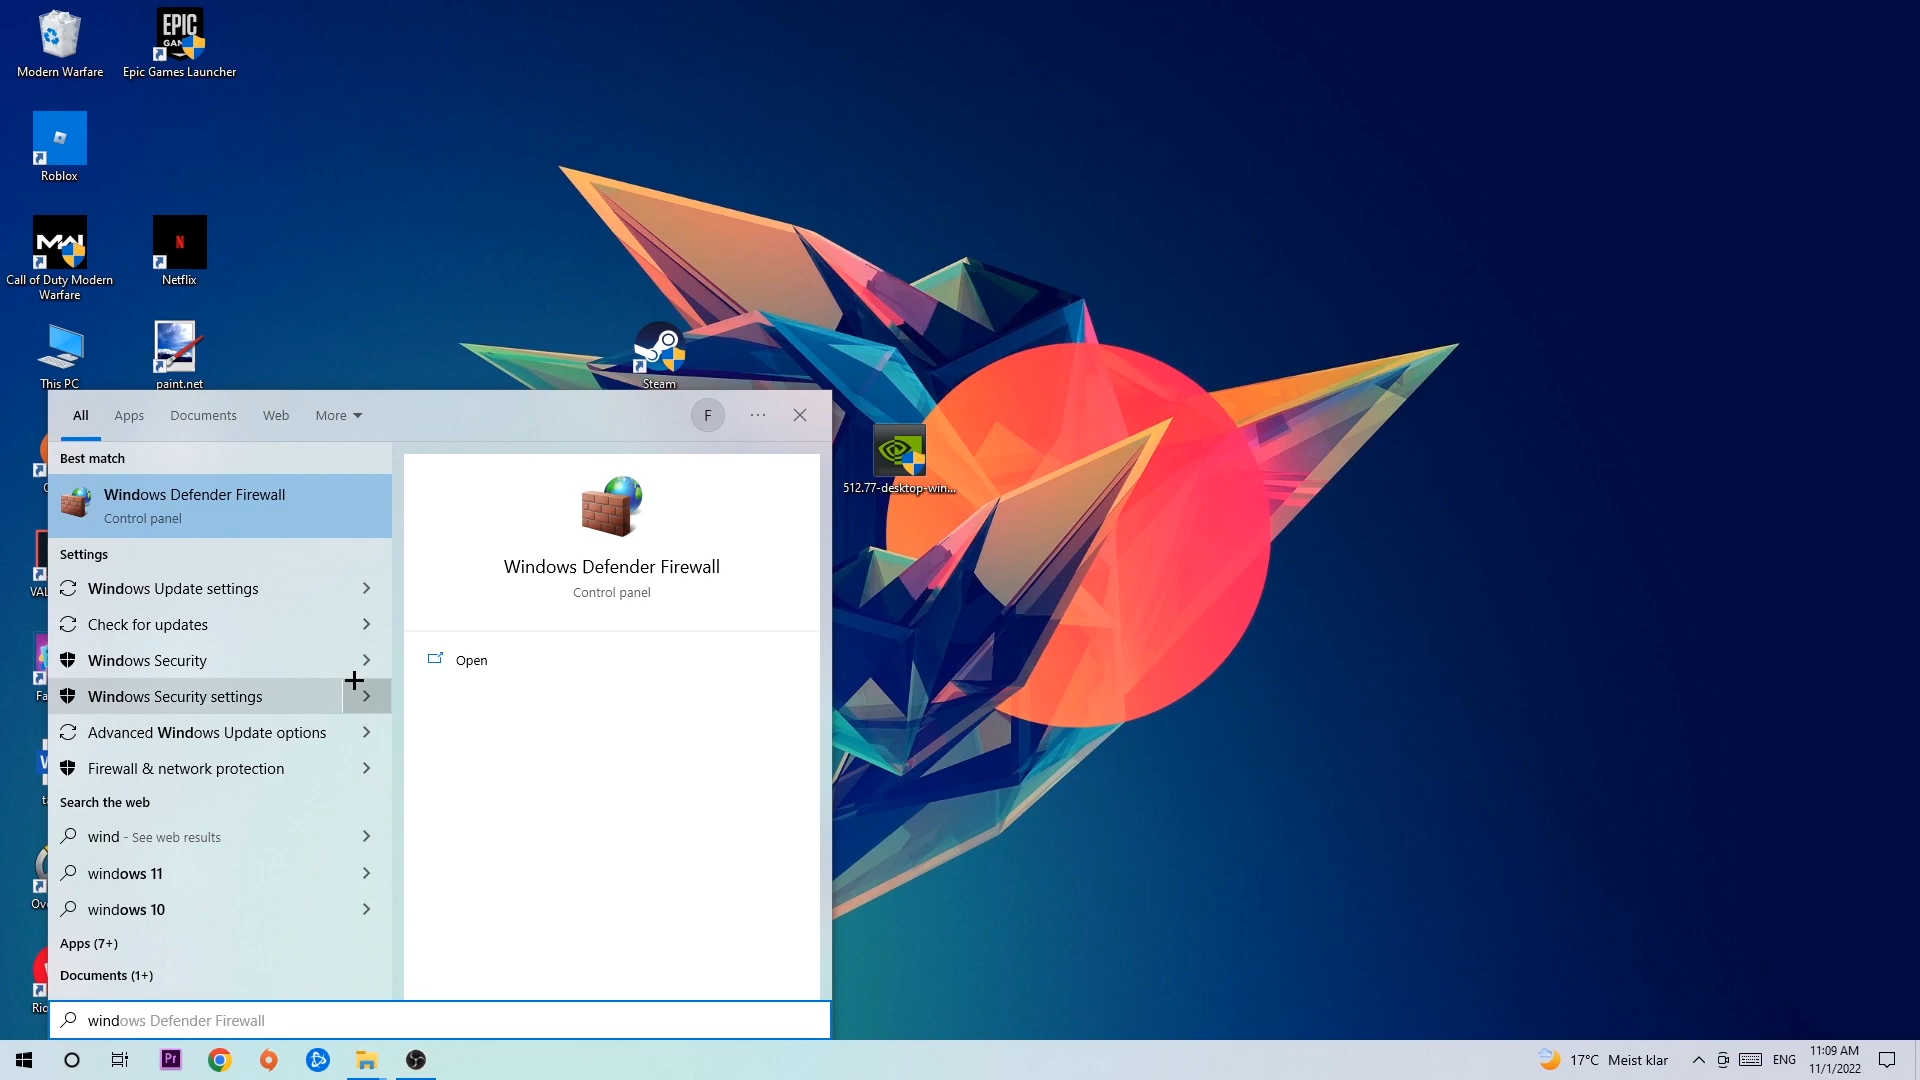 Modern Warfare
EPIC
GAMES
Epic Games Launcher
Roblox
MW
Call of Duty Modern
Warfare
N
Netflix
This PC
paint.net
Steam
512.77-desktop-win...
All
Apps
Documents
Web
More
F
Best match
Windows Defender Firewall
Control panel
Settings
Windows Update settings
Check for updates
Windows Security
Windows Security settings
Advanced Windows Update options
Firewall & network protection
Search the web
wind - See web results
windows 11
windows 10
Apps (7+)
Documents (1+)
Windows Defender Firewall
Control panel
Open
windows Defender Firewall
Pr
17°C Meist klar
ENG
11:09 AM
11/1/2022